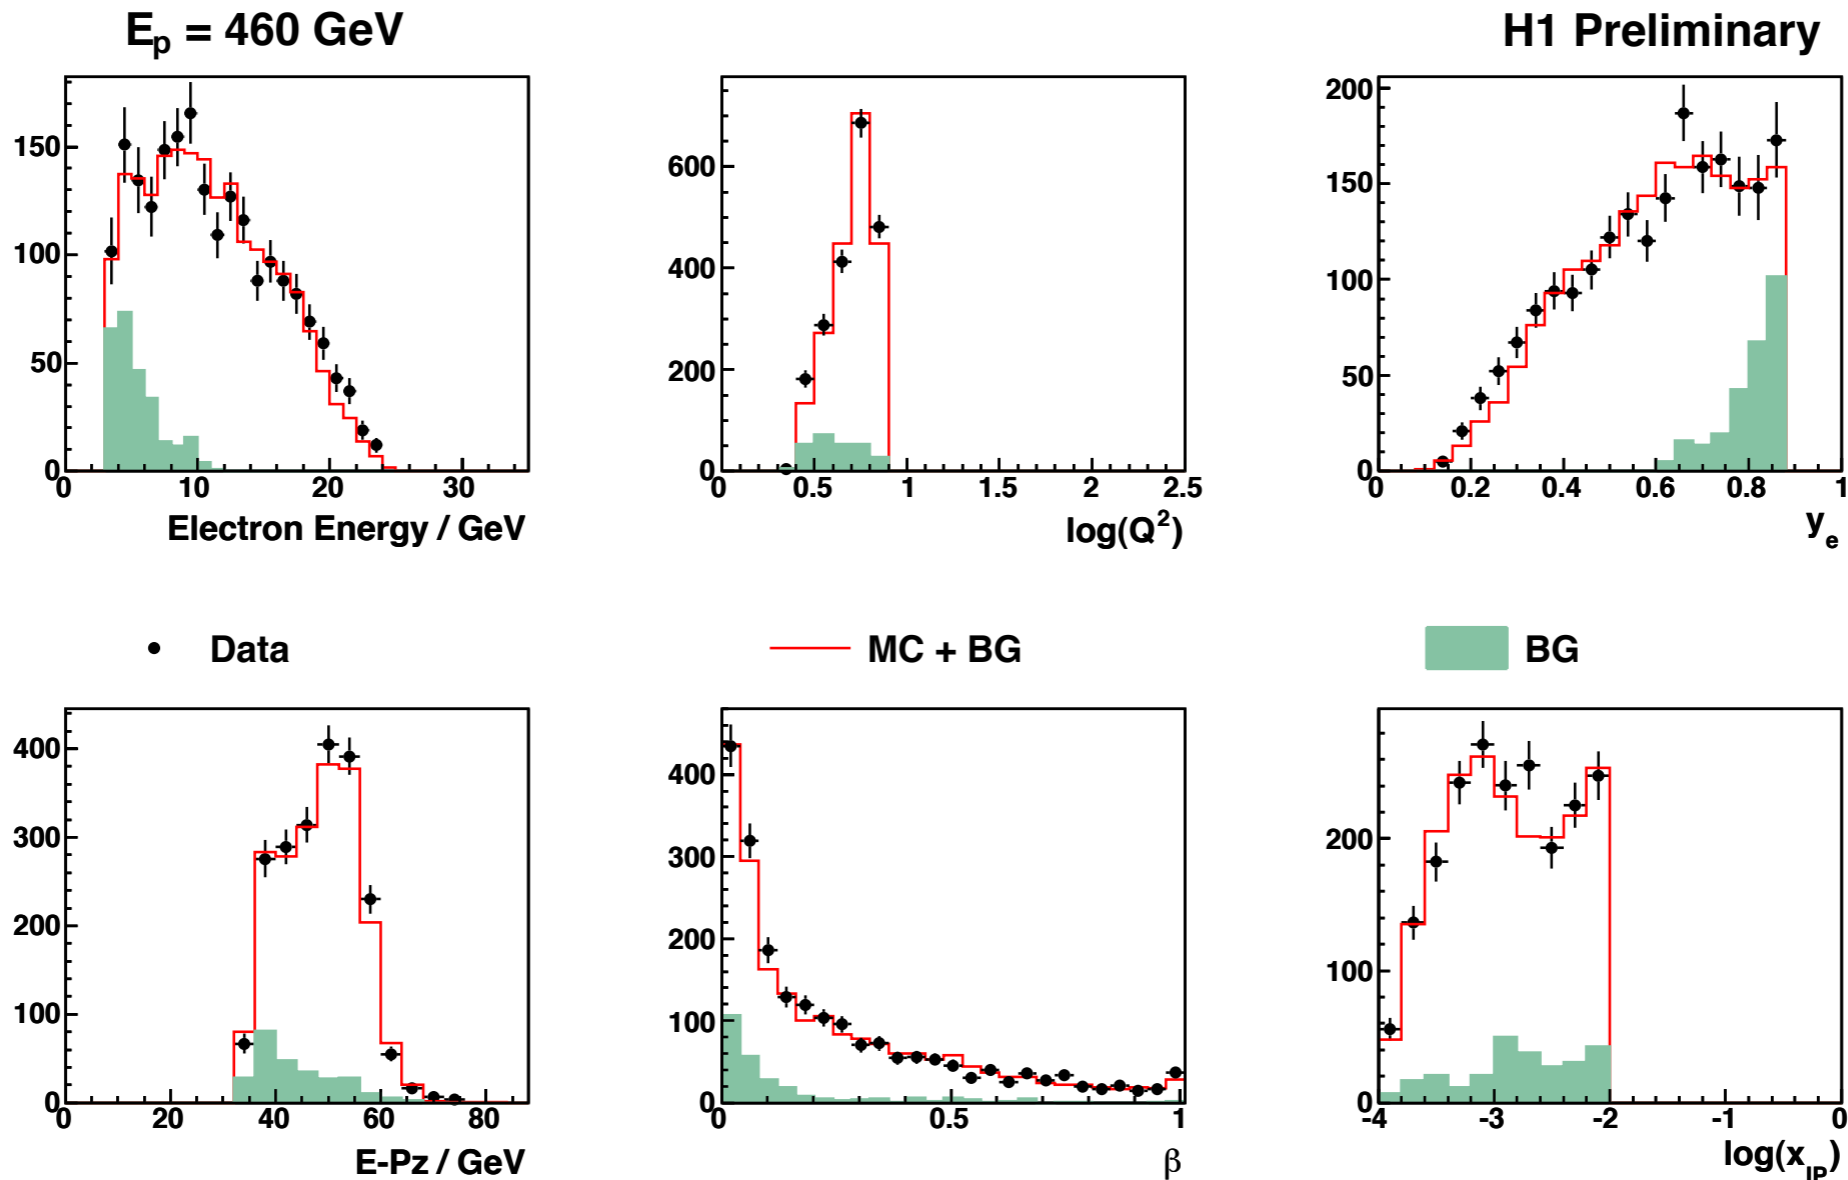 E_p = 460 GeV
H1 Preliminary
150
100
50
0
0 10 20 30
Electron Energy / GeV
600
400
200
0
0 0.5 1 1.5 2 2.5
log(Q^2)
200
150
100
50
0
0 0.2 0.4 0.6 0.8 1
y_e
Data
MC + BG
BG
400
300
200
100
0
0 20 40 60 80
E-Pz / GeV
400
300
200
100
0
0 0.5 1
β
200
100
0
-4 -3 -2 -1 0
log(x_IP)